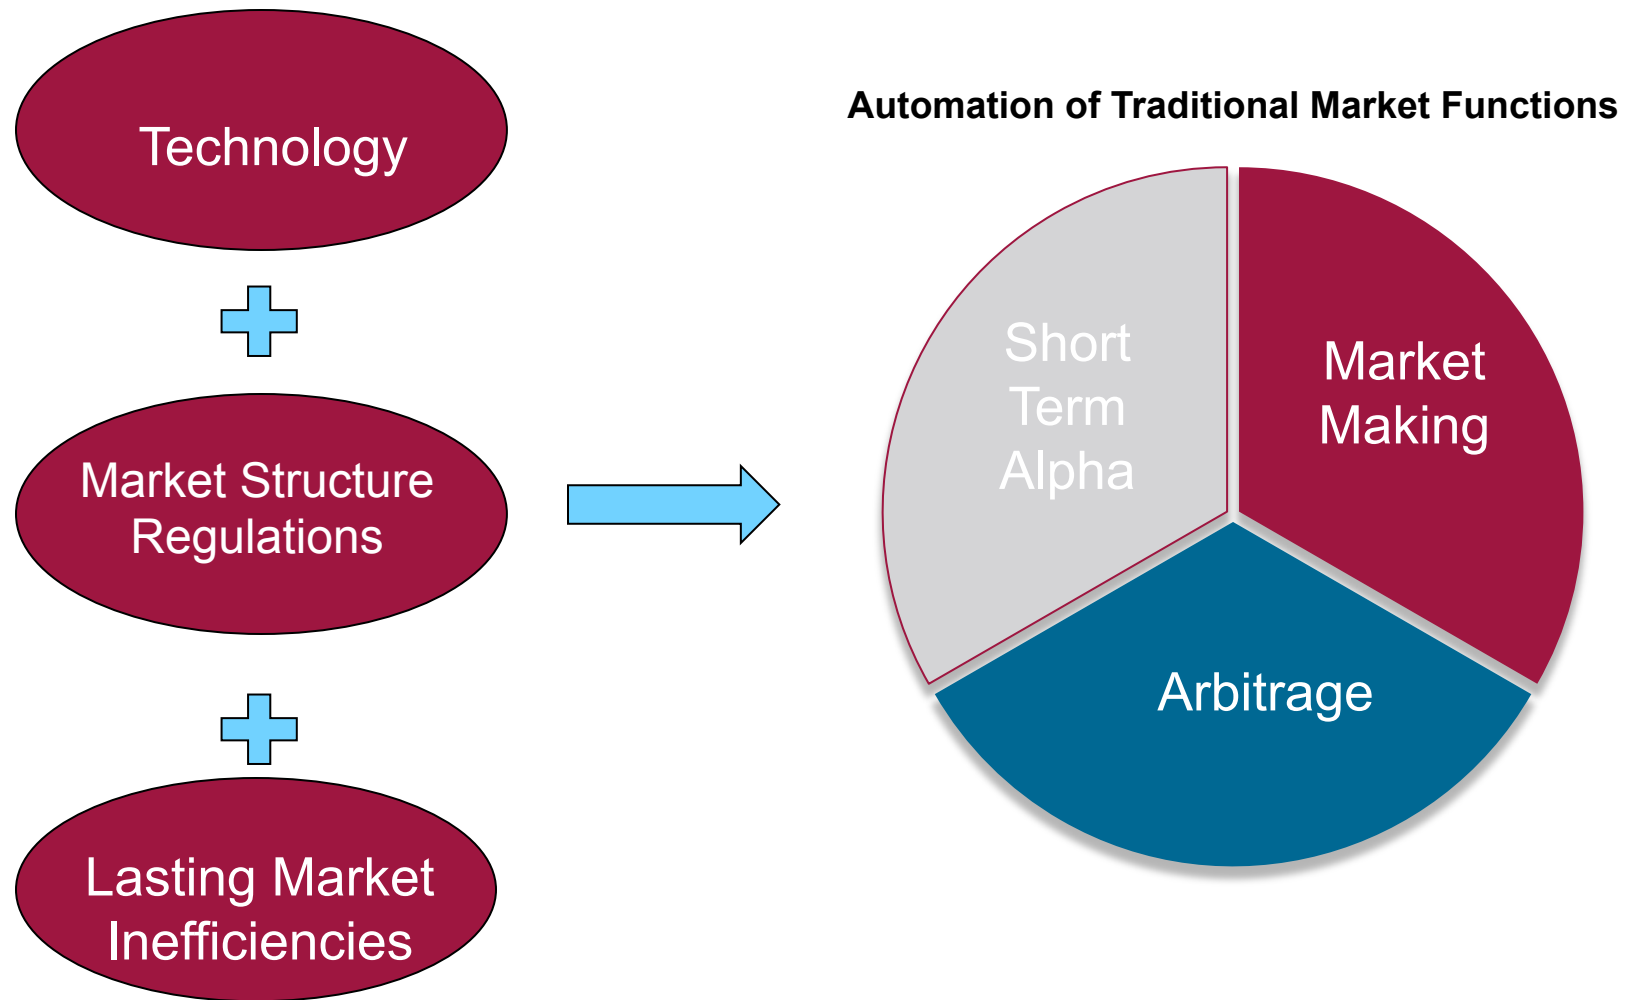 Technology
Market Structure
Regulations
Lasting Market
Inefficiencies
Automation of Traditional Market Functions
Short
Term
Alpha
Market
Making
Arbitrage